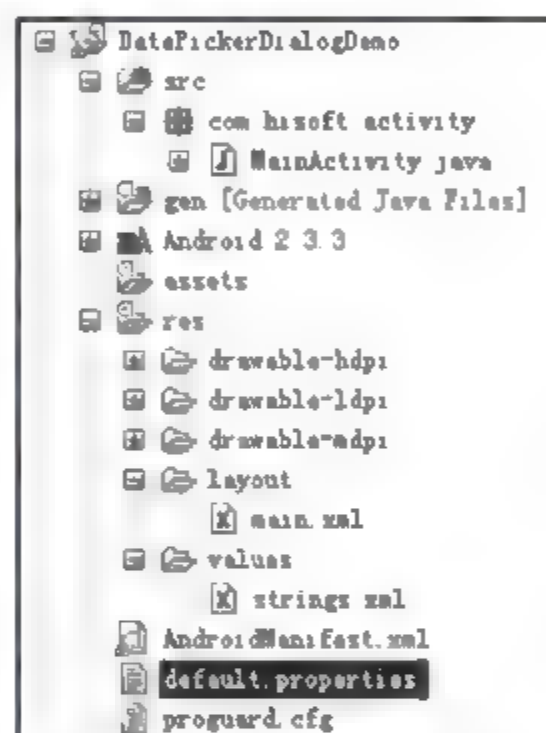 DatePickerDialogDemo
src
com.hisoft.activity
MainActivity.java
gen [Generated Java Files]
Android 2.3.3
assets
res
drawable-hdpi
drawable-ldpi
drawable-mdpi
layout
main.xml
values
strings.xml
AndroidManifest.xml
default.properties
proguard.cfg